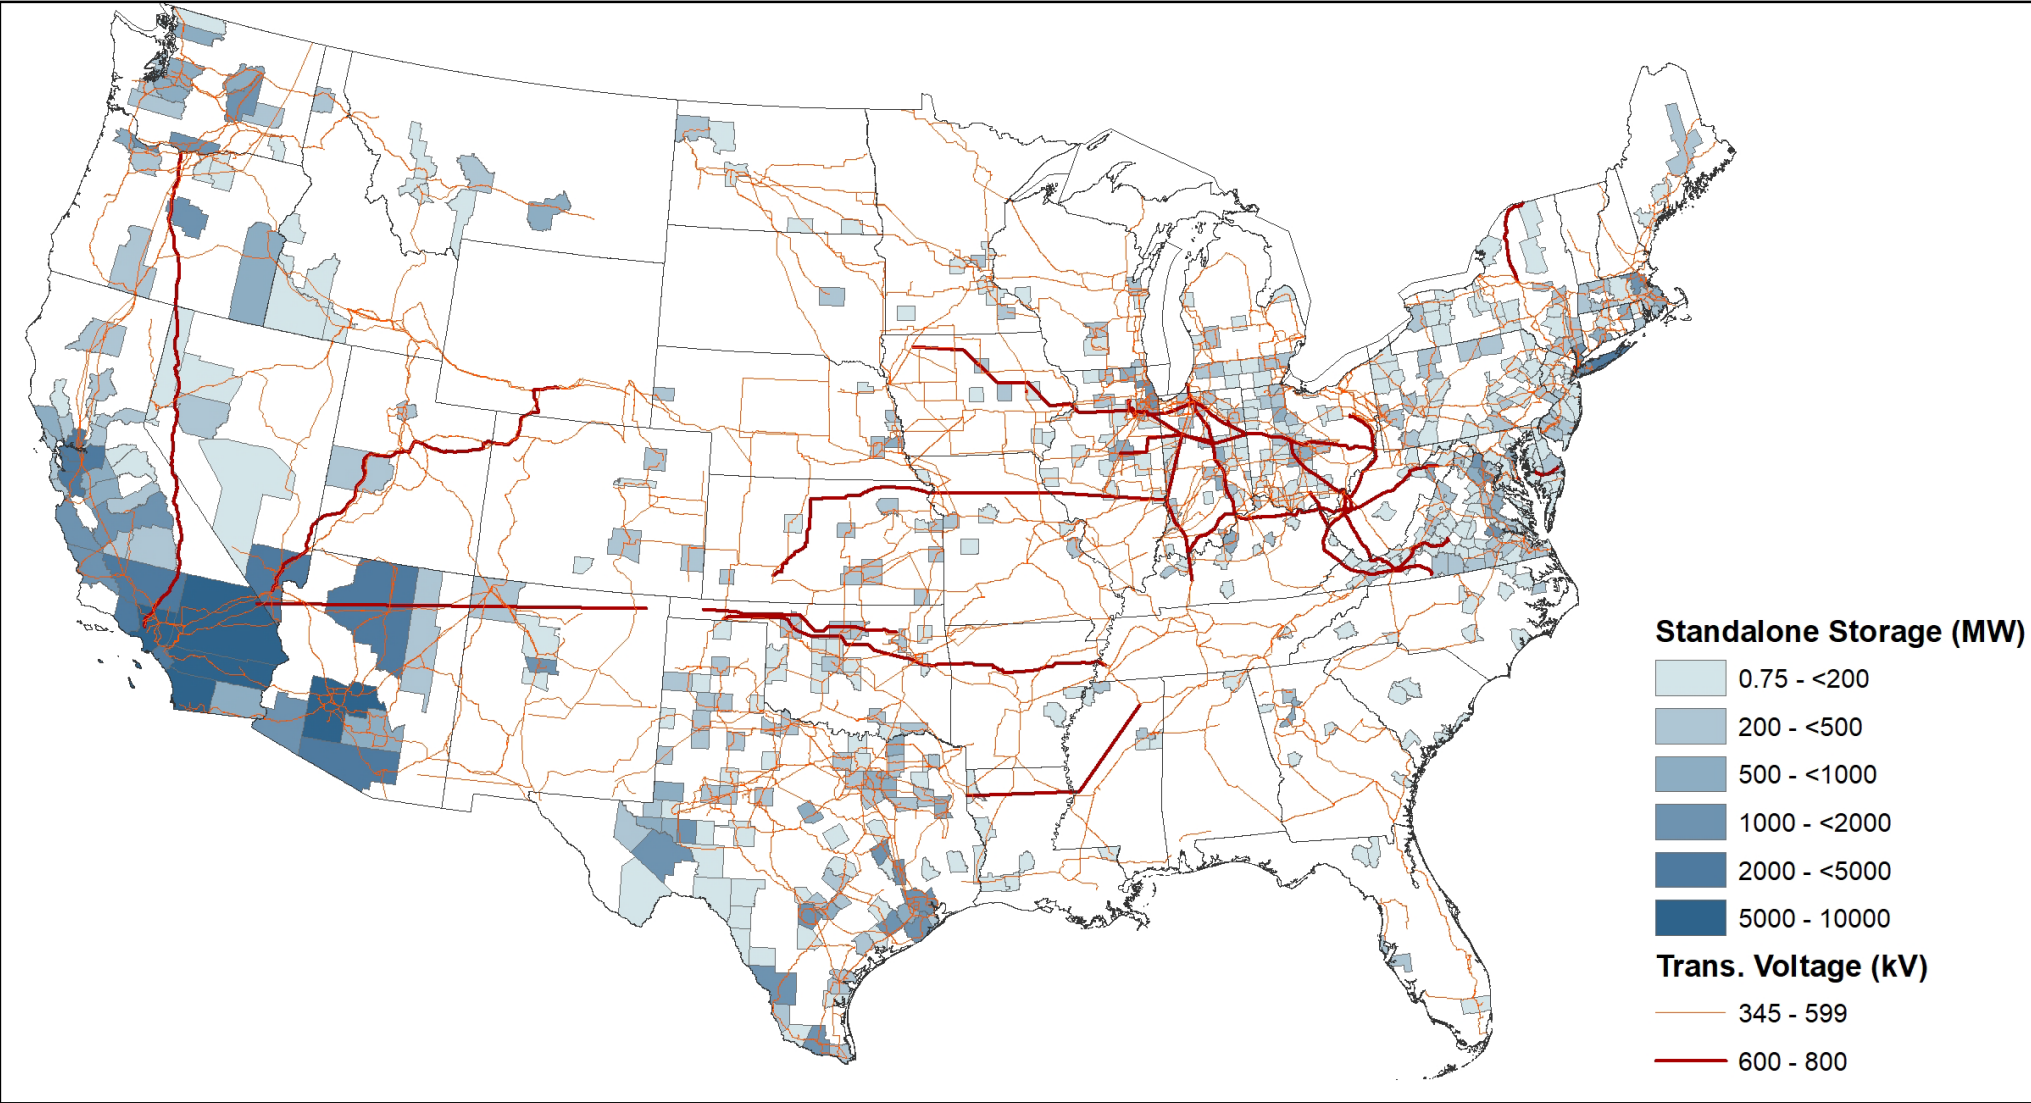 Standalone Storage (MW)
0.75 - <200
200 - <500
500 - <1000
1000 - <2000
2000 - <5000
5000 - 10000
Trans. Voltage (kV)
345 - 599
600 - 800